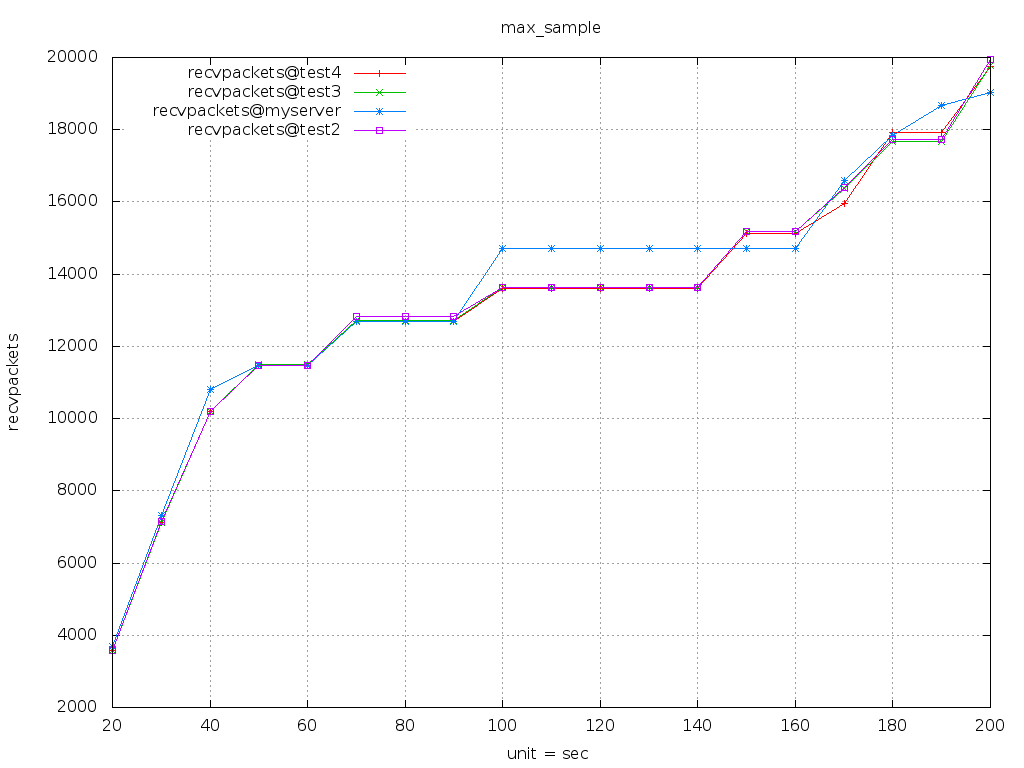 max_sample
recvpackets@test4
recvpackets@test3
recvpackets@myserver
recvpackets@test2
20000
18000
16000
14000
12000
10000
8000
6000
4000
2000
recvpackets
20 40 60 80 100 120 140 160 180 200
unit = sec